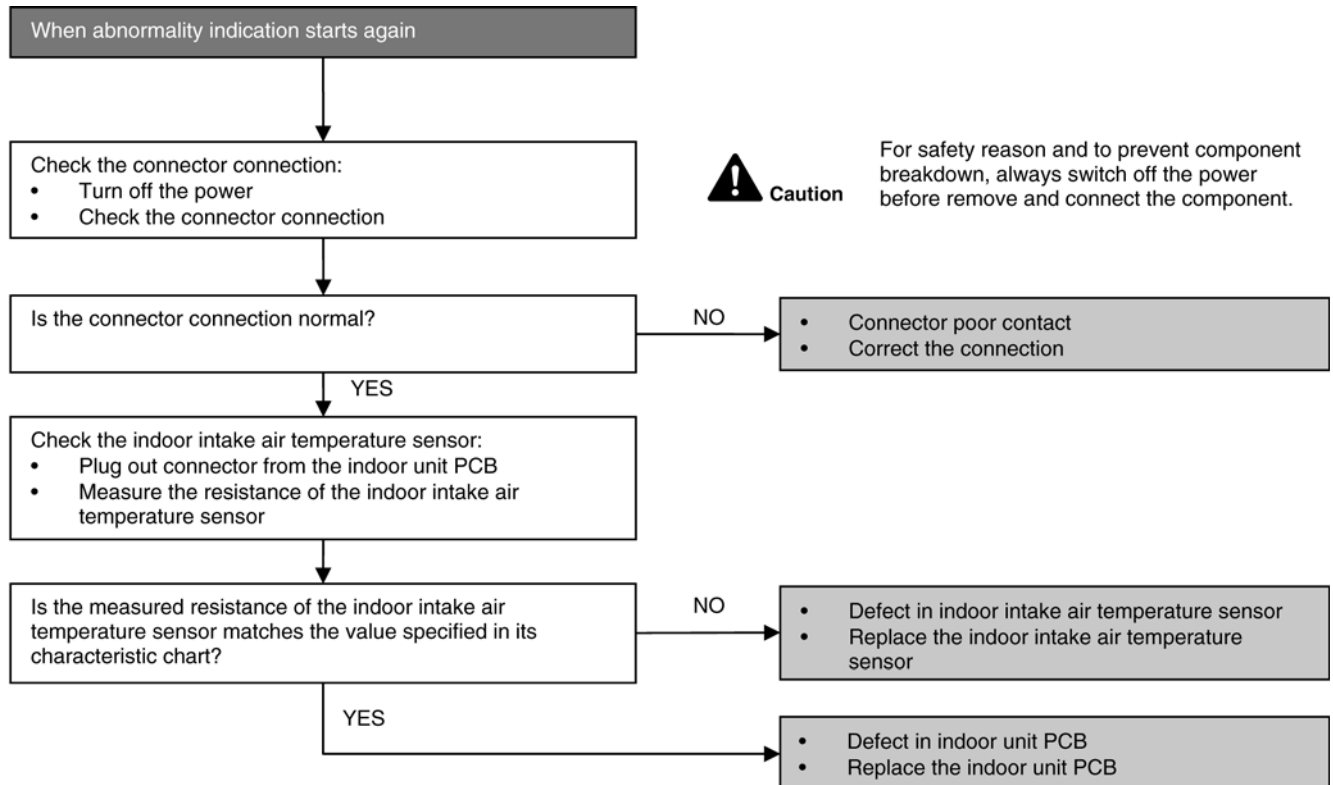 When abnormality indication starts again
Check the connector connection:
• Turn off the power
• Check the connector connection
Caution
For safety reason and to prevent component
breakdown, always switch off the power
before remove and connect the component.
Is the connector connection normal?
NO
• Connector poor contact
• Correct the connection
YES
Check the indoor intake air temperature sensor:
• Plug out connector from the indoor unit PCB
• Measure the resistance of the indoor intake air
temperature sensor
Is the measured resistance of the indoor intake air
temperature sensor matches the value specified in its
characteristic chart?
NO
• Defect in indoor intake air temperature sensor
• Replace the indoor intake air temperature
sensor
YES
• Defect in indoor unit PCB
• Replace the indoor unit PCB